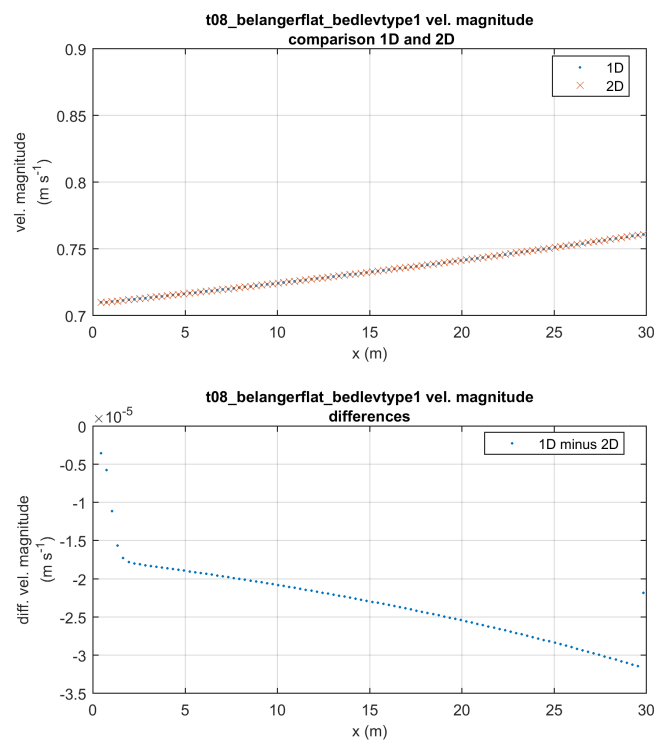 t08_belangerflat_bedlevtype1 vel. magnitude
comparison 1D and 2D
0.9
0.85
0.8
0.75
0.7
vel. magnitude
(m s-1)
1D
2D
0 5 10 15 20 25 30
x (m)
t08_belangerflat_bedlevtype1 vel. magnitude
differences
×10-5
0
-0.5
-1
-1.5
-2
-2.5
-3
-3.5
diff. vel. magnitude
(m s-1)
1D minus 2D
0 5 10 15 20 25 30
x (m)